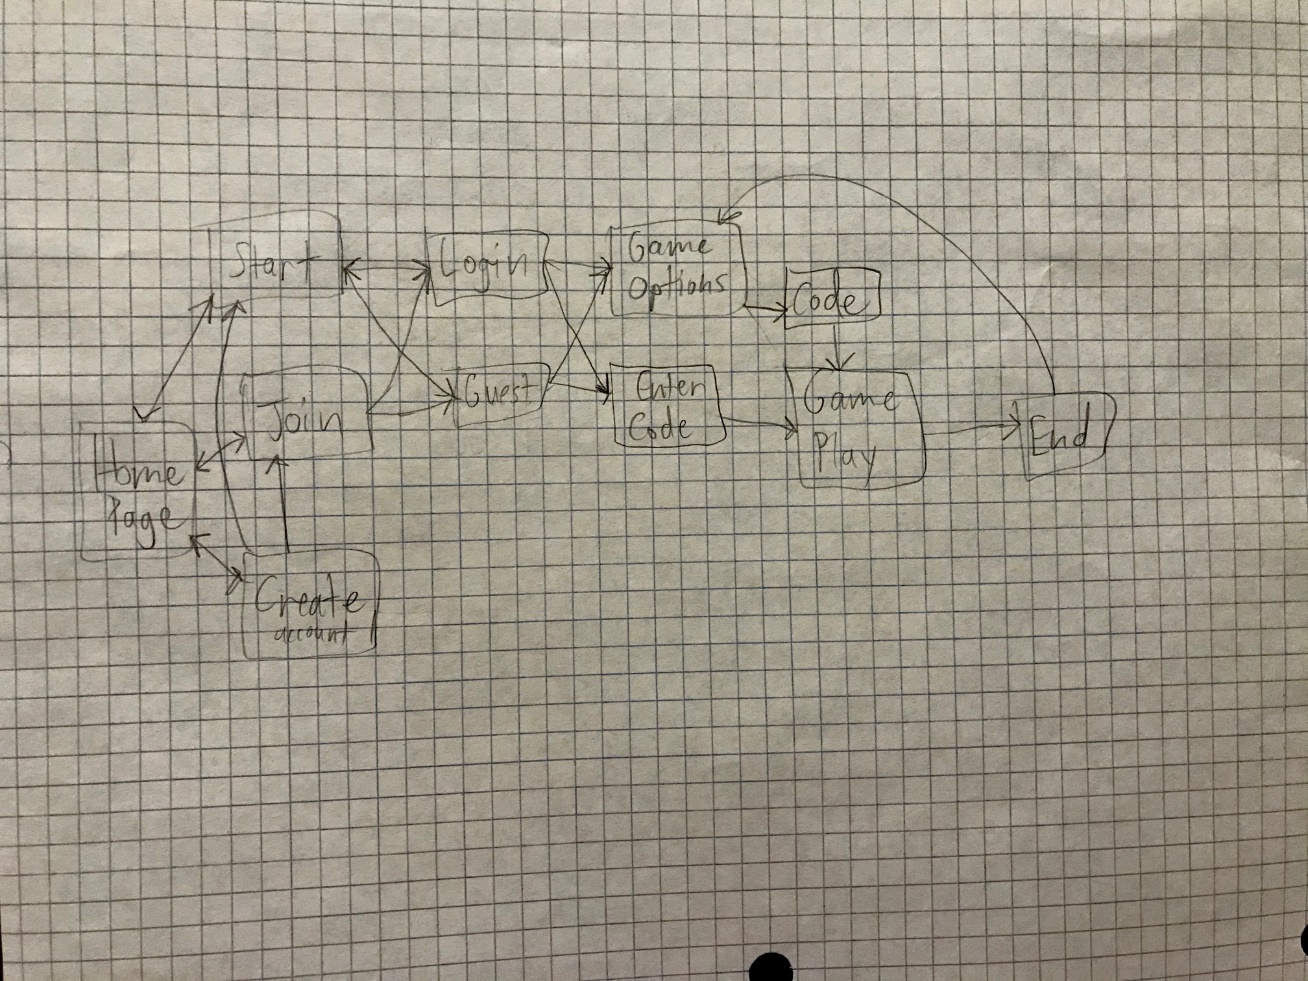 Start
Login
Game
Options
Code
Join
Guest
Enter
Code
Game
Play
End
Home
Page
Create
account